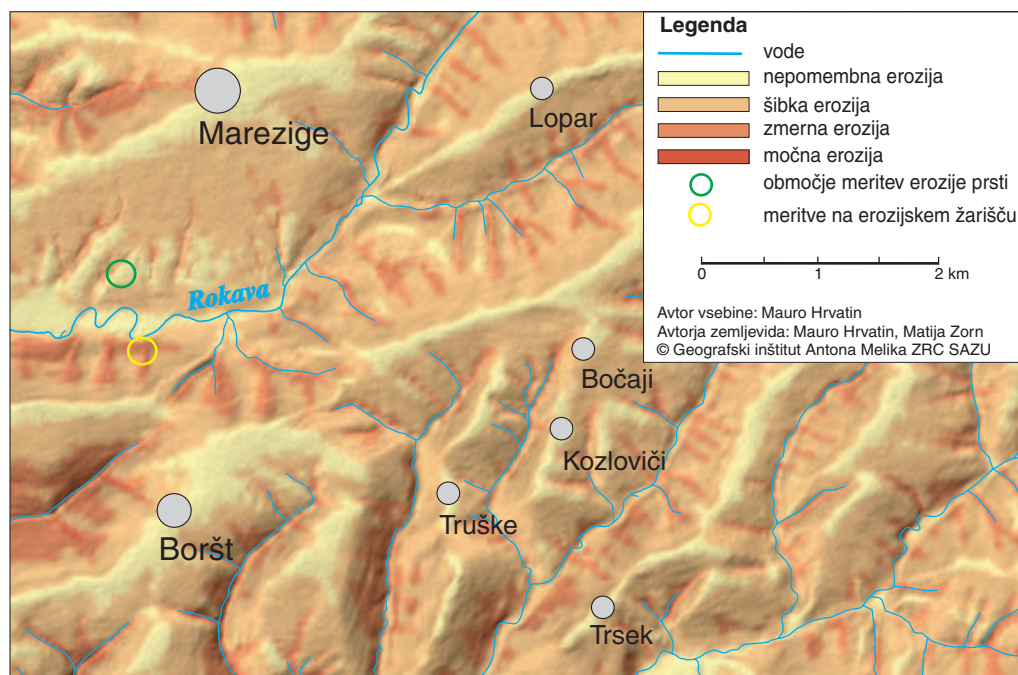 Legenda
vode
nepomembna erozija
šibka erozija
zmerna erozija
močna erozija
območje meritev erozije prsti
meritve na erozijskem žarišču
0 1 2 km
Avtor vsebine: Mauro Hrvatin
Avtorja zemljevida: Mauro Hrvatin, Matija Zorn
© Geografski inštitut Antona Melika ZRC SAZU
Marezige
Lopar
Rokava
Bočaji
Kozloviči
Truške
Boršt
Trsek